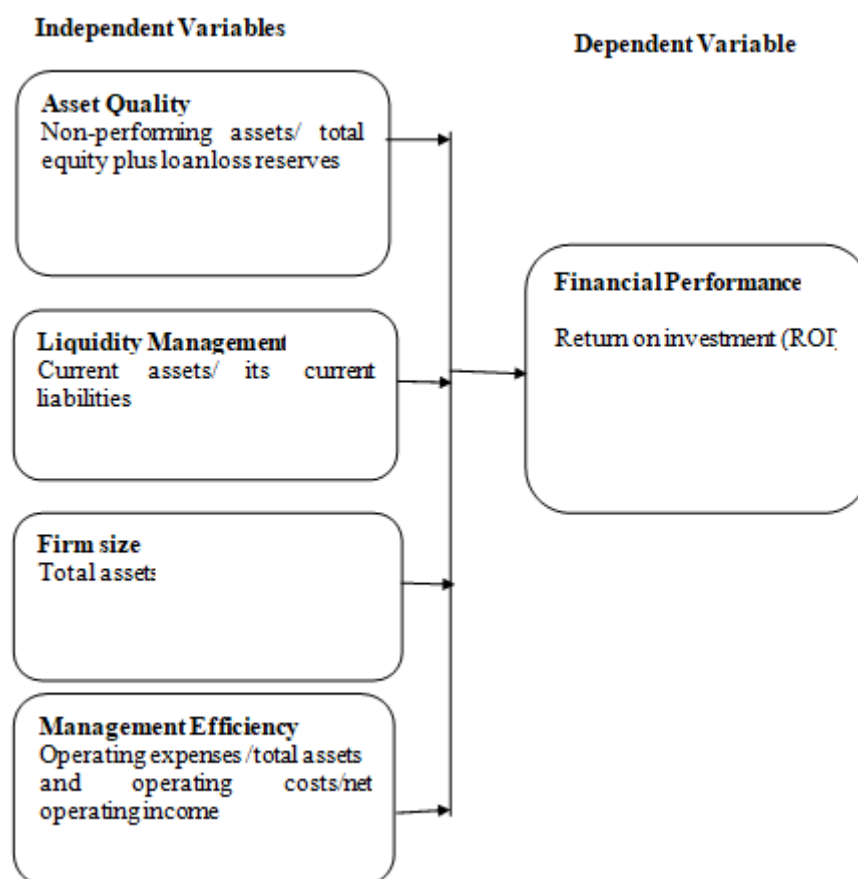 Independent Variables
Dependent Variable
Asset Quality
Non-performing assets/ total
equity plus loan loss reserves
Liquidity Management
Current assets/ its current
liabilities
Firm size
Total assets
Management Efficiency
Operating expenses /total assets
and operating costs/net
operating income
Financial Performance
Return on investment (ROI)